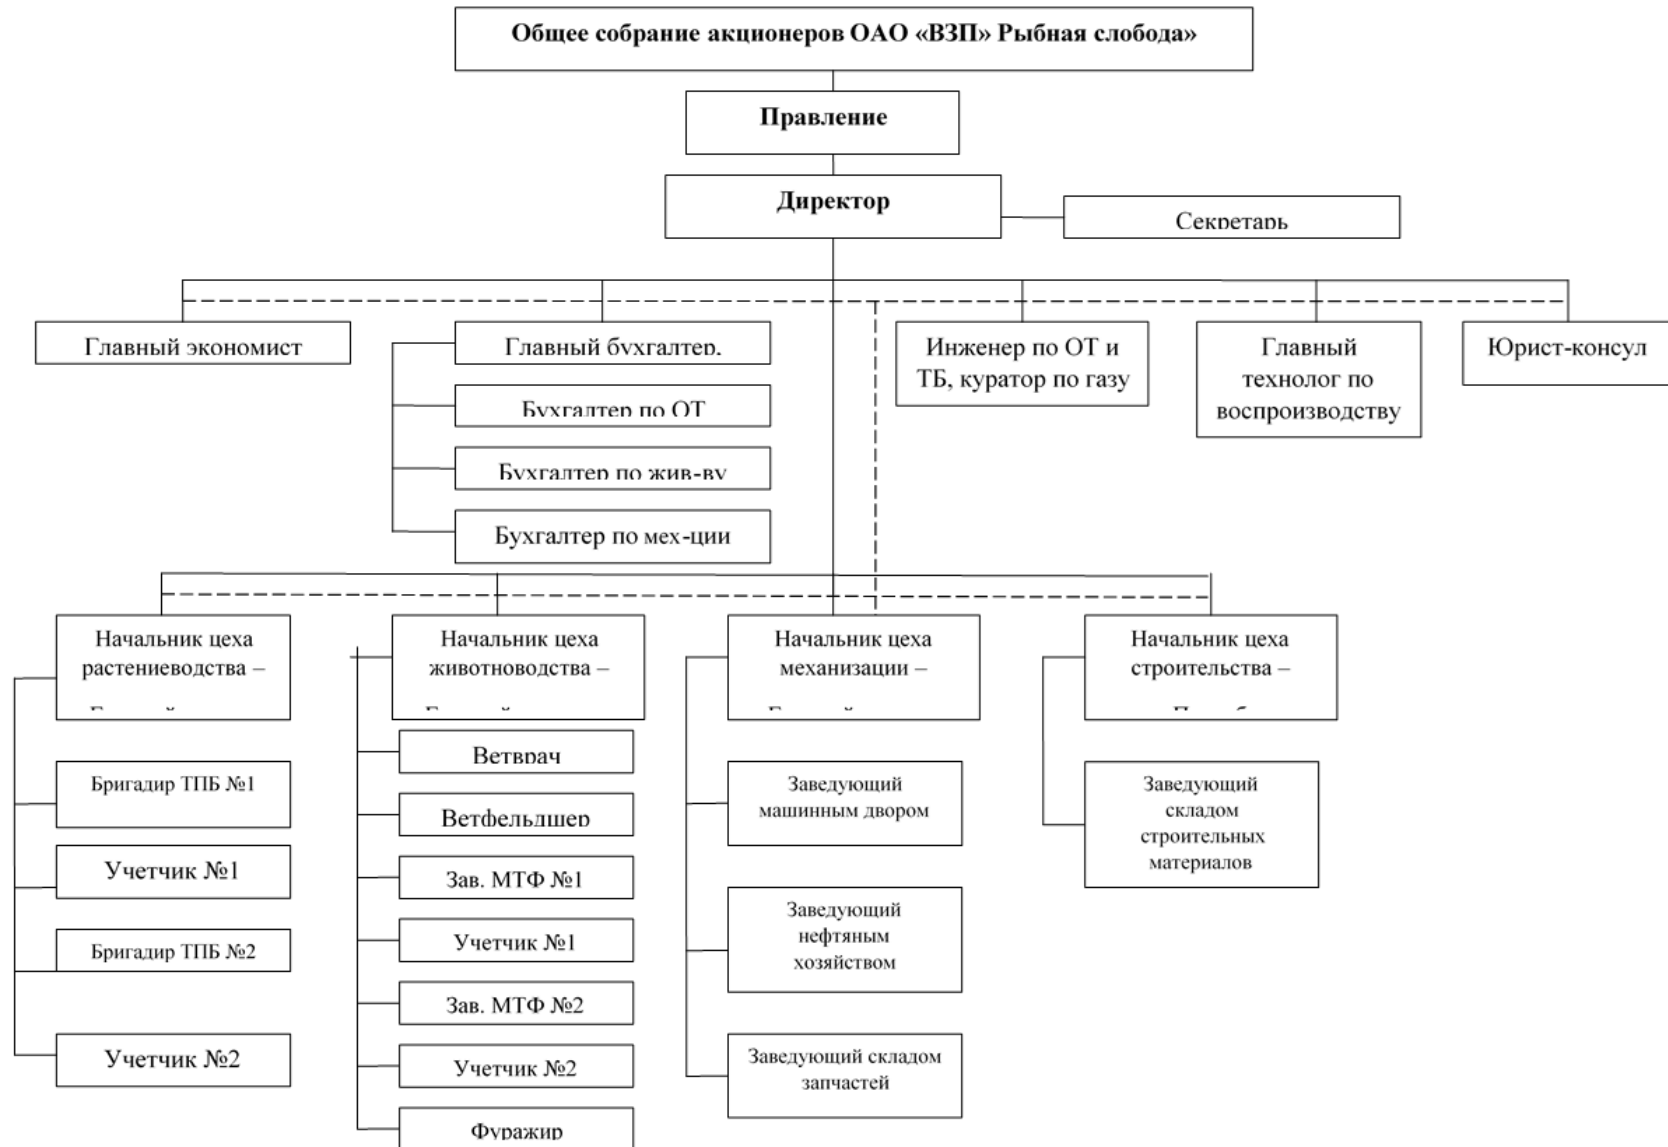 Общее собрание акционеров ОАО «ВЗП» Рыбная слобода»
Правление
Директор
Секретарь
Главный экономист
Главный бухгалтер,
Инженер по ОТ и
ТБ, куратор по газу
Главный
технолог по
воспроизводству
Юрист-консул
Бухгалтер по ОТ
Бухгалтер по жив-ву
Бухгалтер по мех-ции
Начальник цеха
растениеводства –
Начальник цеха
животноводства –
Начальник цеха
механизации –
Начальник цеха
строительства –
Бригадир ТПБ №1
Учетчик №1
Бригадир ТПБ №2
Учетчик №2
Ветврач
Ветфельдшер
Зав. МТФ №1
Учетчик №1
Зав. МТФ №2
Учетчик №2
Фуражир
Заведующий
машинным двором
Заведующий
нефтяным
хозяйством
Заведующий складом
запчастей
Заведующий
складом
строительных
материалов